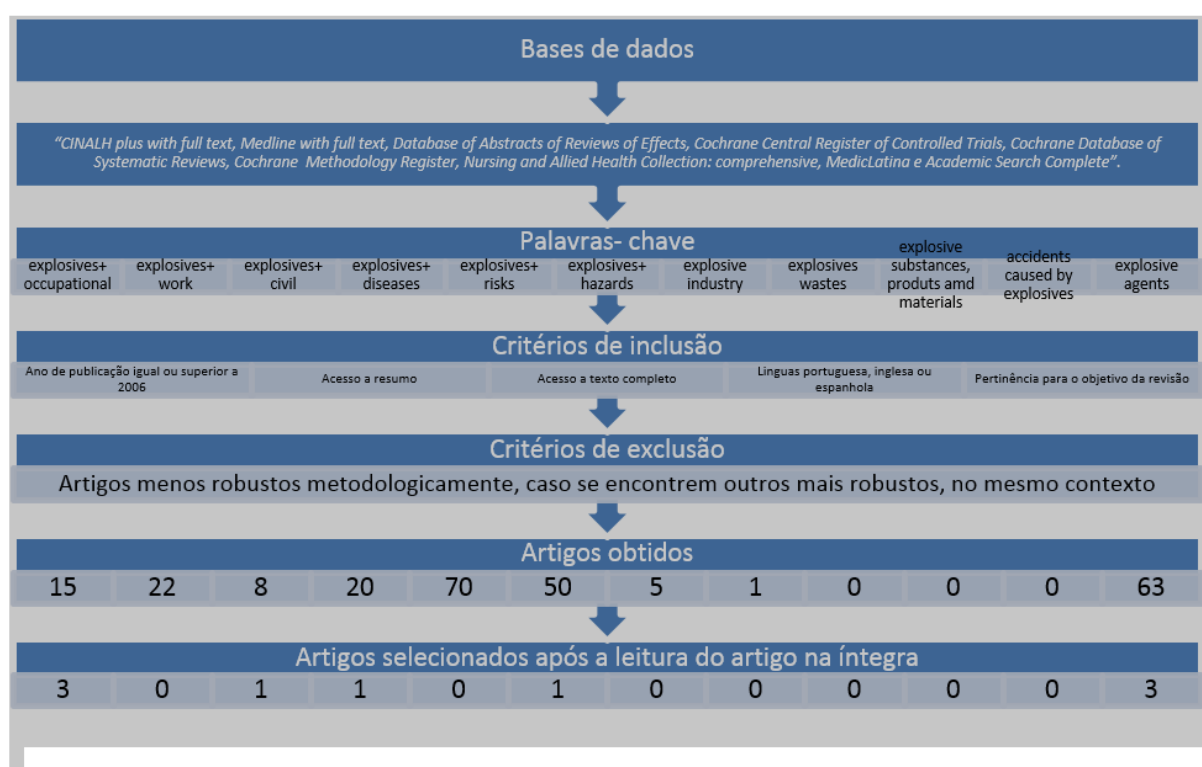 Bases de dados
"CINALH plus with full text, Medline with full text, Database of Abstracts of Reviews of Effects, Cochrane Central Register of Controlled Trials, Cochrane Database of
Systematic Reviews, Cochrane Methodology Register, Nursing and Allied Health Collection: comprehensive, MedicLatina e Academic Search Complete".
Palavras- chave
explosives+
occupational
explosives+
work
explosives+
civil
explosives+
diseases
explosives+
risks
explosives+
hazards
explosive
industry
explosives
wastes
explosive
substances,
produts amd
materials
accidents
caused by
explosives
explosive
agents
Critérios de inclusão
Ano de publicação igual ou superior a
2006
Acesso a resumo
Acesso a texto completo
Linguas portuguesa, inglesa ou
espanhola
Pertinência para o objetivo da revisão
Critérios de exclusão
Artigos menos robustos metodologicamente, caso se encontrem outros mais robustos, no mesmo contexto
Artigos obtidos
15 22 8 20 70 50 5 1 0 0 0 63
Artigos selecionados após a leitura do artigo na íntegra
3 0 1 1 0 1 0 0 0 0 0 3